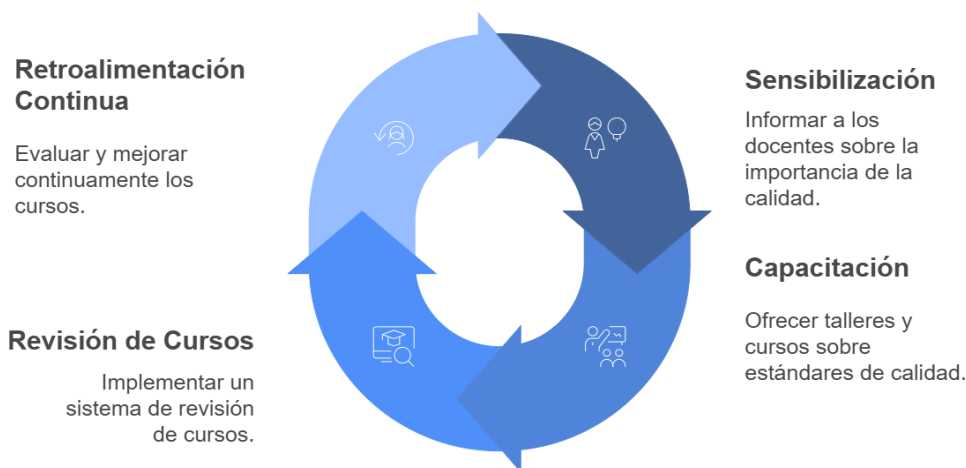 Retroalimentación
Continua
Evaluar y mejorar
continuamente los
cursos.
Sensibilización
Informar a los
docentes sobre la
importancia de la
calidad.
Capacitación
Ofrecer talleres y
cursos sobre
estándares de calidad.
Revisión de Cursos
Implementar un
sistema de revisión
de cursos.